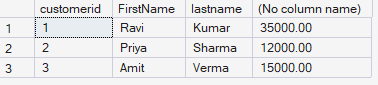 customerid FirstName lastname (No column name)
1 1 Ravi Kumar 35000.00
2 2 Priya Sharma 12000.00
3 3 Amit Verma 15000.00